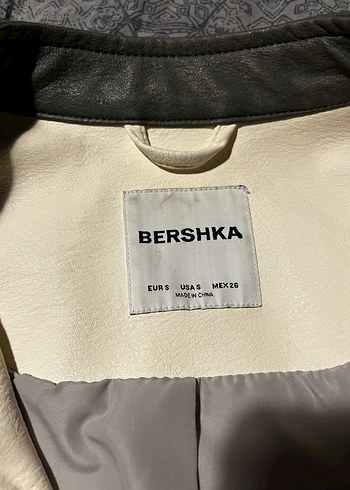 BERSHKA
EUR S USA S MEX 26
MADE IN CHINA